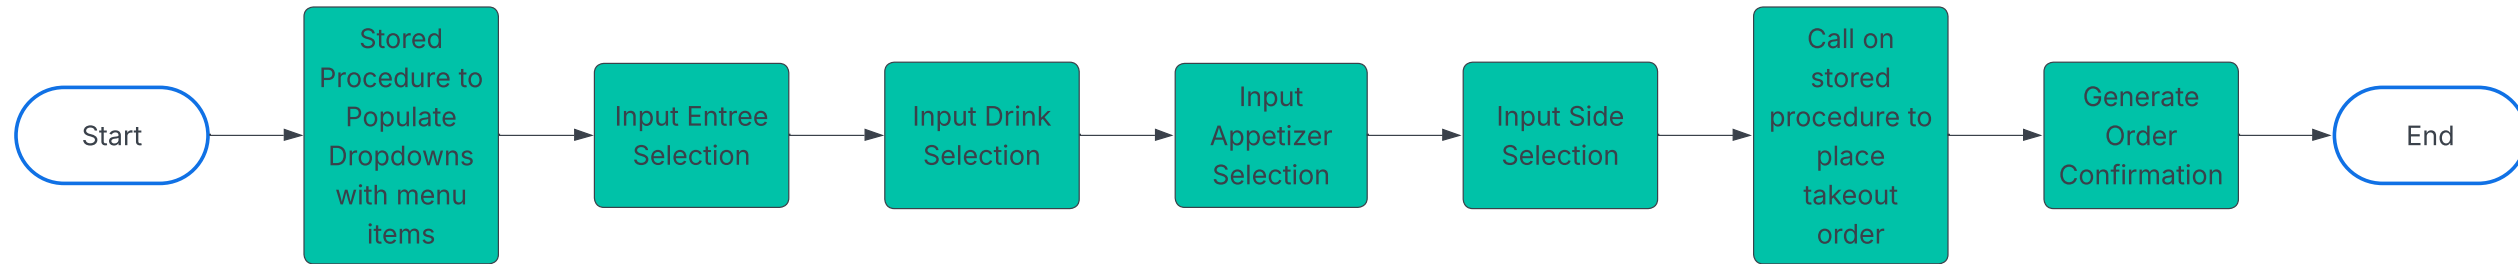 Start
Stored
Procedure to
Populate
Dropdowns
with menu
items
Input Entree
Selection
Input Drink
Selection
Input
Appetizer
Selection
Input Side
Selection
Call on
stored
procedure to
place
takeout
order
Generate
Order
Confirmation
End